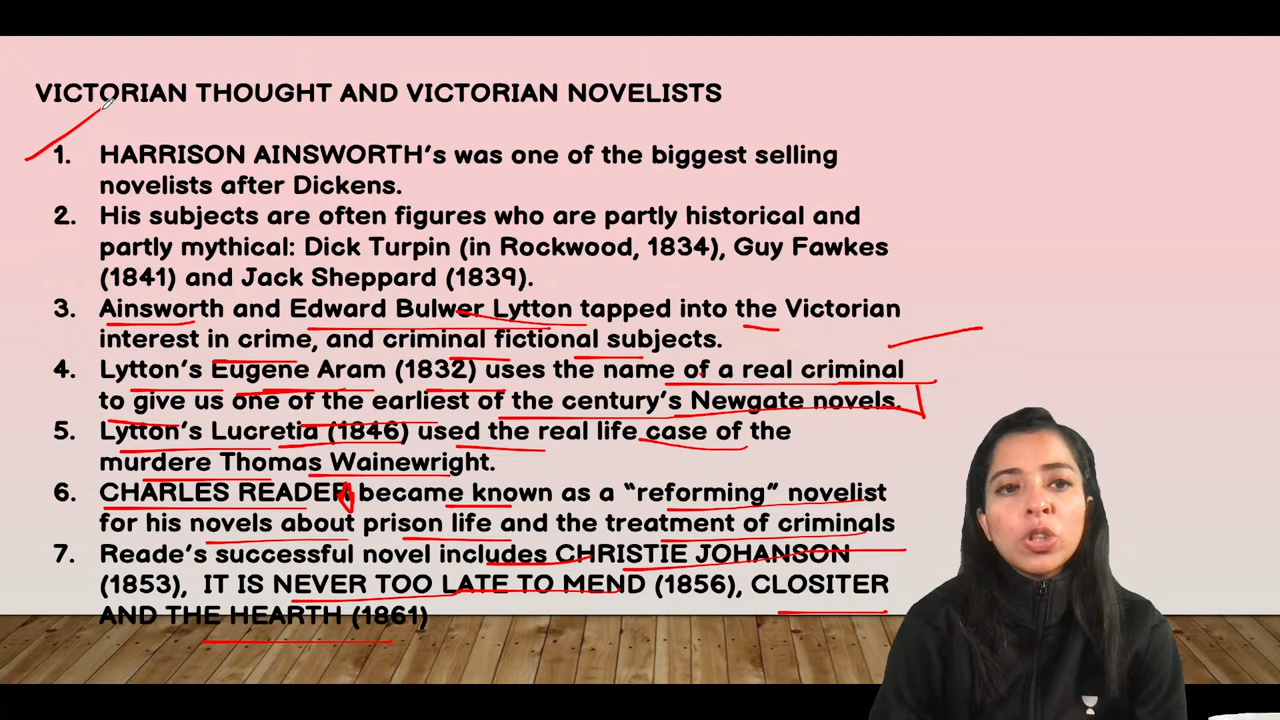 VICTORIAN THOUGHT AND VICTORIAN NOVELISTS
1. HARRISON AINSWORTH's was one of the biggest selling
novelists after Dickens.
2. His subjects are often figures who are partly historical and
partly mythical: Dick Turpin (in Rockwood, 1834), Guy Fawkes
(1841) and Jack Sheppard (1839).
3. Ainsworth and Edward Bulwer Lytton tapped into the Victorian
interest in crime, and criminal fictional subjects.
4. Lytton's Eugene Aram (1832) uses the name of a real criminal
to give us one of the earliest of the century's Newgate novels.
5. Lytton's Lucretia (1846) used the real life case of the
murdere Thomas Wainewright.
6. CHARLES READER became known as a "reforming" novelist
for his novels about prison life and the treatment of criminals
7. Reade's successful novel includes CHRISTIE JOHANSON
(1853), IT IS NEVER TOO LATE TO MEND (1856), CLOSITER
AND THE HEARTH (1861)